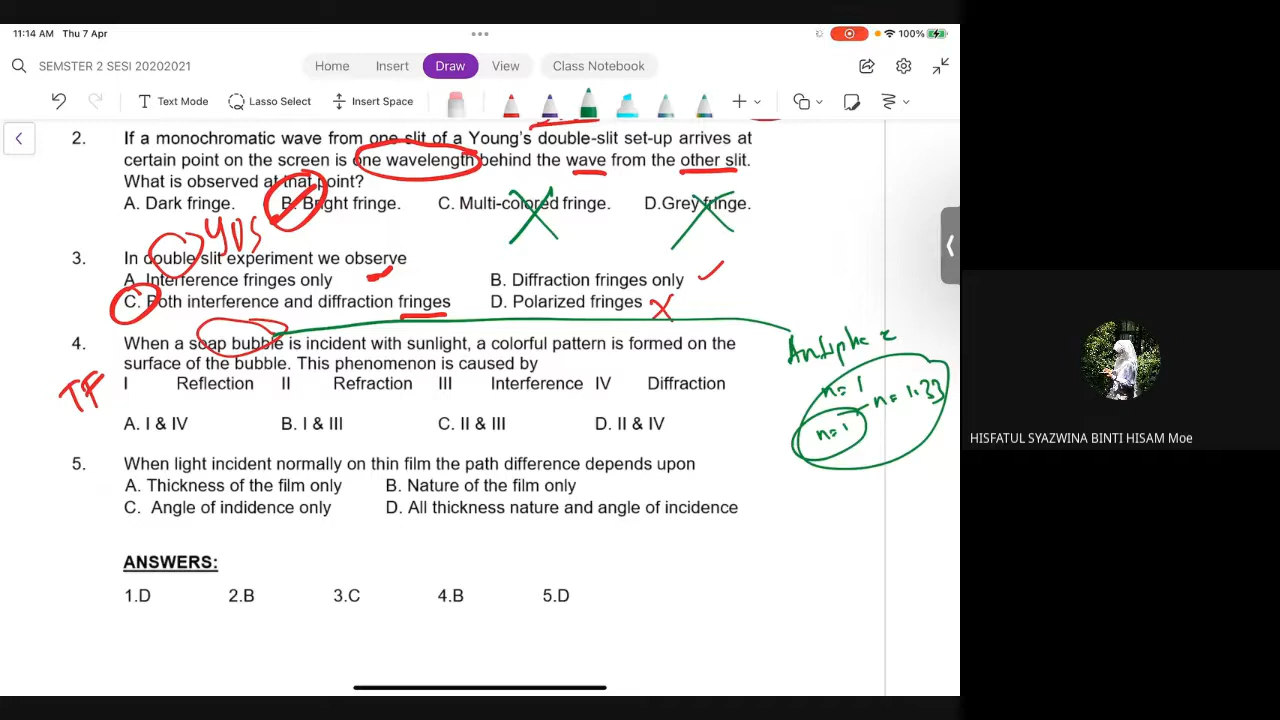 11:14 AM Thu 7 Apr
100%
SEMSTER 2 SESI 20202021
Home Insert Draw View Class Notebook
Text Mode Lasso Select Insert Space
2. If a monochromatic wave from one slit of a Young's double-slit set-up arrives at
certain point on the screen is one wavelength behind the wave from the other slit.
What is observed at that point?
A. Dark fringe. B. Bright fringe. C. Multi-colored fringe. D.Grey fringe.
YDS
3. In double slit experiment we observe
A. Interference fringes only B. Diffraction fringes only
C. Both interference and diffraction fringes D. Polarized fringes
4. When a soap bubble is incident with sunlight, a colorful pattern is formed on the
surface of the bubble. This phenomenon is caused by
TF
I Reflection II Refraction III Interference IV Diffraction
A. I & IV B. I & III C. II & III D. II & IV
Antiphase
n=1
n=1.33
n=1
5. When light incident normally on thin film the path difference depends upon
A. Thickness of the film only B. Nature of the film only
C. Angle of indidence only D. All thickness nature and angle of incidence
ANSWERS:
1.D 2.B 3.C 4.B 5.D
HISFATUL SYAZWINA BINTI HISAM Moe